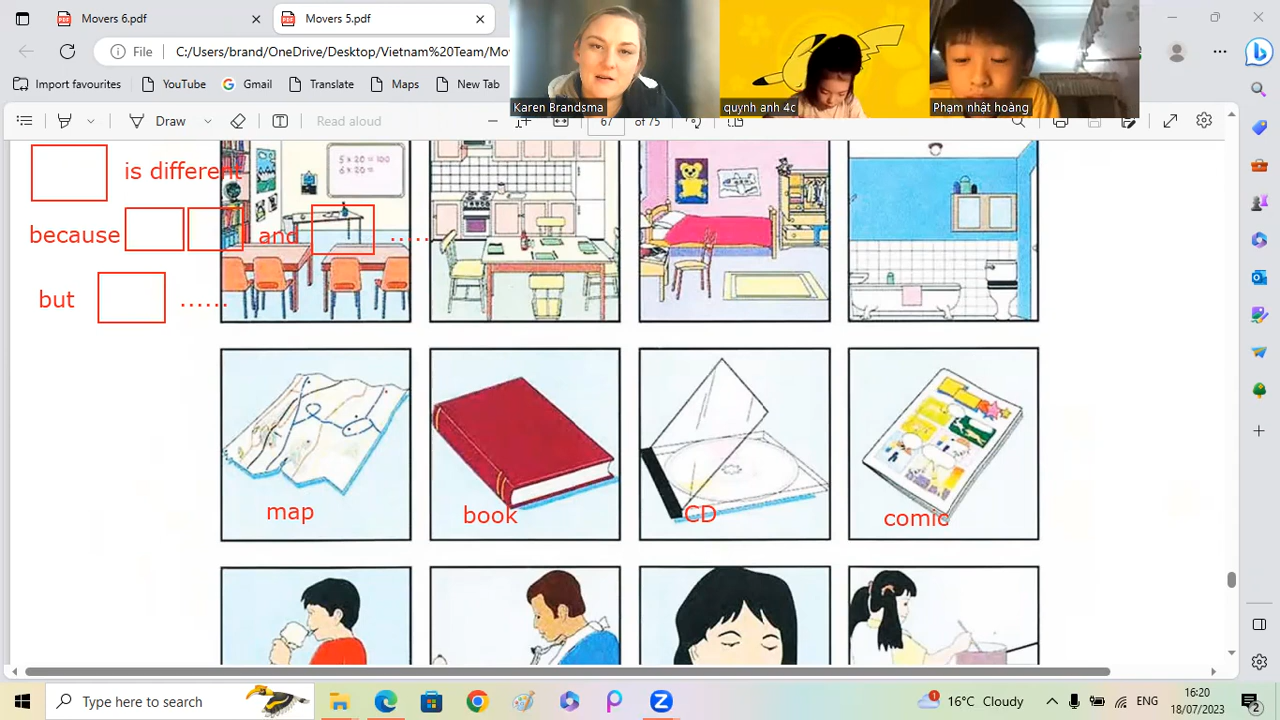 Movers 6.pdf
Movers 5.pdf
File
C:/Users/brand/OneDrive/Desktop/Vietnam%20Team/Mo
Import favourites
YouTube
Gmail
Translate
Maps
New Tab
Karen Brandsma
quynh anh 4c
Pham nhật hoàng
Draw
Read aloud
67
of 75
is different
because
and
......
but
......
5 x 20 = 100
6 x 20 =
map
book
CD
comic
Type here to search
16°C Cloudy
ENG
16:20
18/07/2023
2